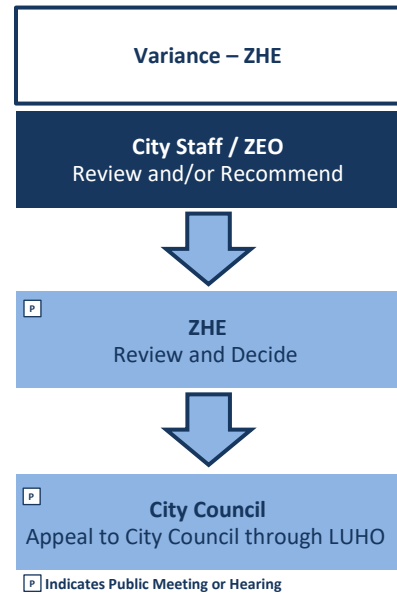 Variance – ZHE
City Staff / ZEO
Review and/or Recommend
P
ZHE
Review and Decide
P
City Council
Appeal to City Council through LUHO
P Indicates Public Meeting or Hearing